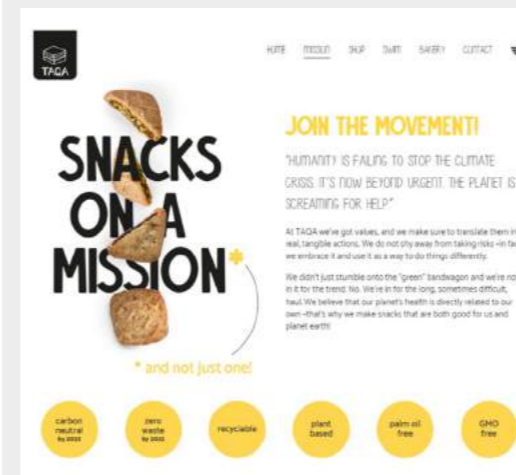 TAQA
HOME MISSION SHOP SWIM BAKERY CONTACT
SNACKS
ON A
MISSION*
* and not just one!
JOIN THE MOVEMENT!
"HUMANITY IS FAILING TO STOP THE CLIMATE
CRISIS. IT'S NOW BEYOND URGENT. THE PLANET IS
SCREAMING FOR HELP."
At TAQA we've got values, and we make sure to translate them in
real, tangible actions. We do not shy away from taking risks –in fac
we embrace it and use it as a way to do things differently.
We didn't just stumble onto the "green" bandwagon and we're no
in it for the trend. No. We're in for the long, sometimes difficult,
haul. We believe that our planet's health is directly related to our
own –that's why we make snacks that are both good for us and
planet earth!
carbon
neutral
by 2022
zero
waste
by 2022
recyclable
plant
based
palm oil
free
GMO
free